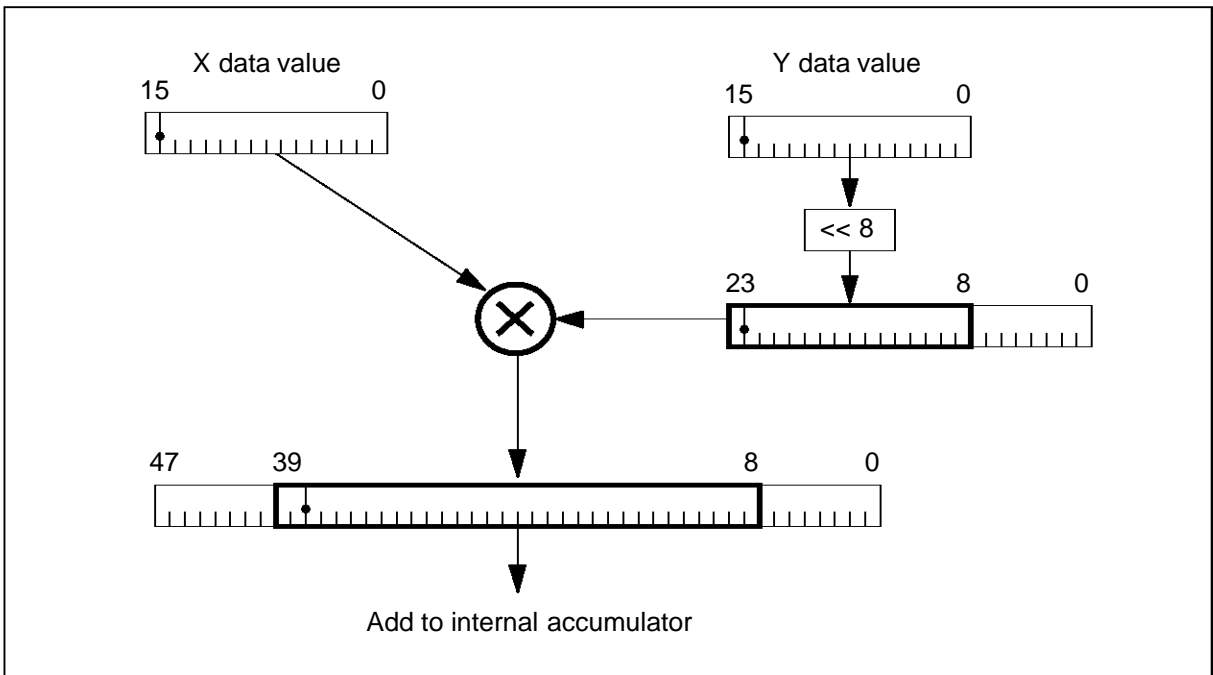 X data value
Y data value
15 0
15 0
<< 8
23 8 0
47 39 8 0
Add to internal accumulator